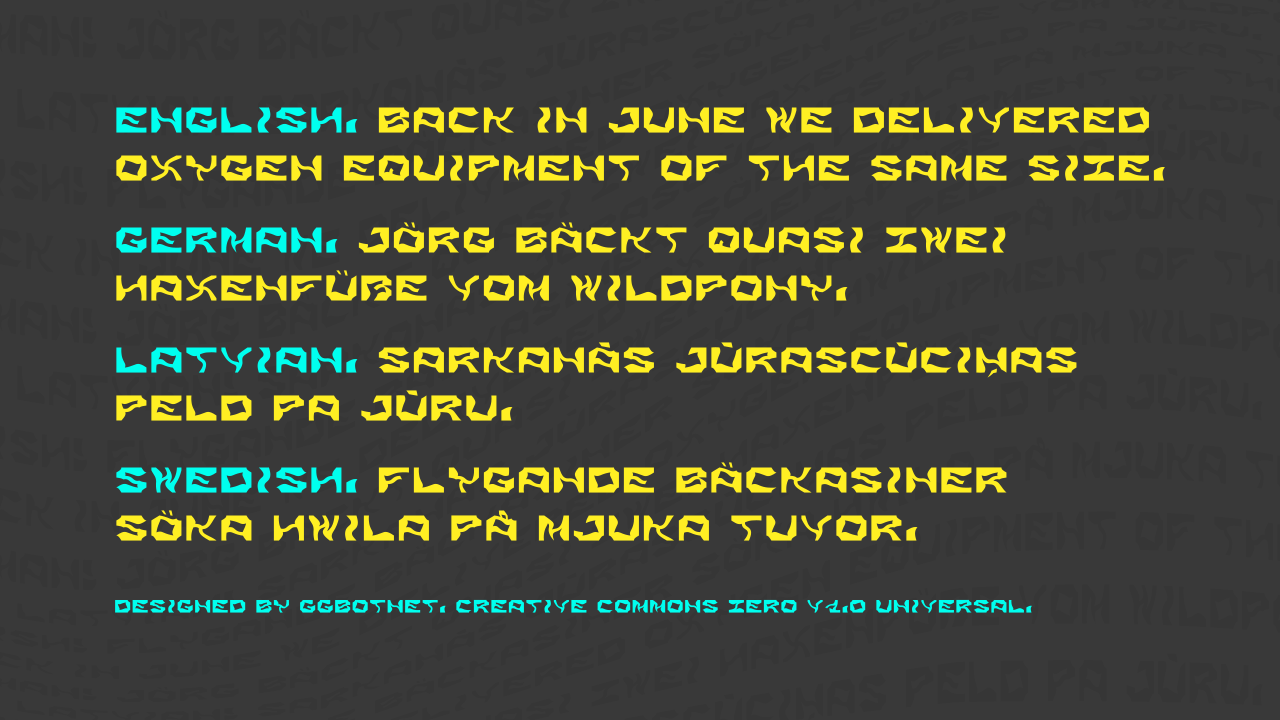 ENGLISH. BACK IN JUNE WE DELIVERED
OXYGEN EQUIPMENT OF THE SAME SIZE.
GERMAN. JÖRG BÄCKT QUASI ZWEI
HAXENFÜßE VOM WILDPONY.
LATVIAN. SARKANĀS JŪRASCŪCIŅAS
PELD PA JŪRU.
SWEDISH. FLYGANDE BÄCKASINER
SÖKA HWILA PÅ MJUKA TUVOR.
DESIGNED BY GGBOTNET. CREATIVE COMMONS ZERO V1.0 UNIVERSAL.